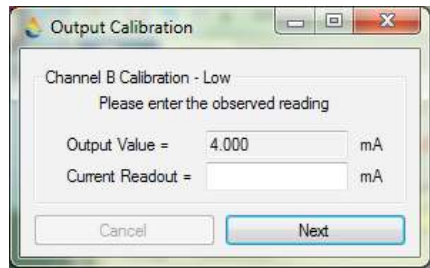 Output Calibration
Channel B Calibration - Low
Please enter the observed reading
Output Value = 4.000 mA
Current Readout = mA
Cancel Next